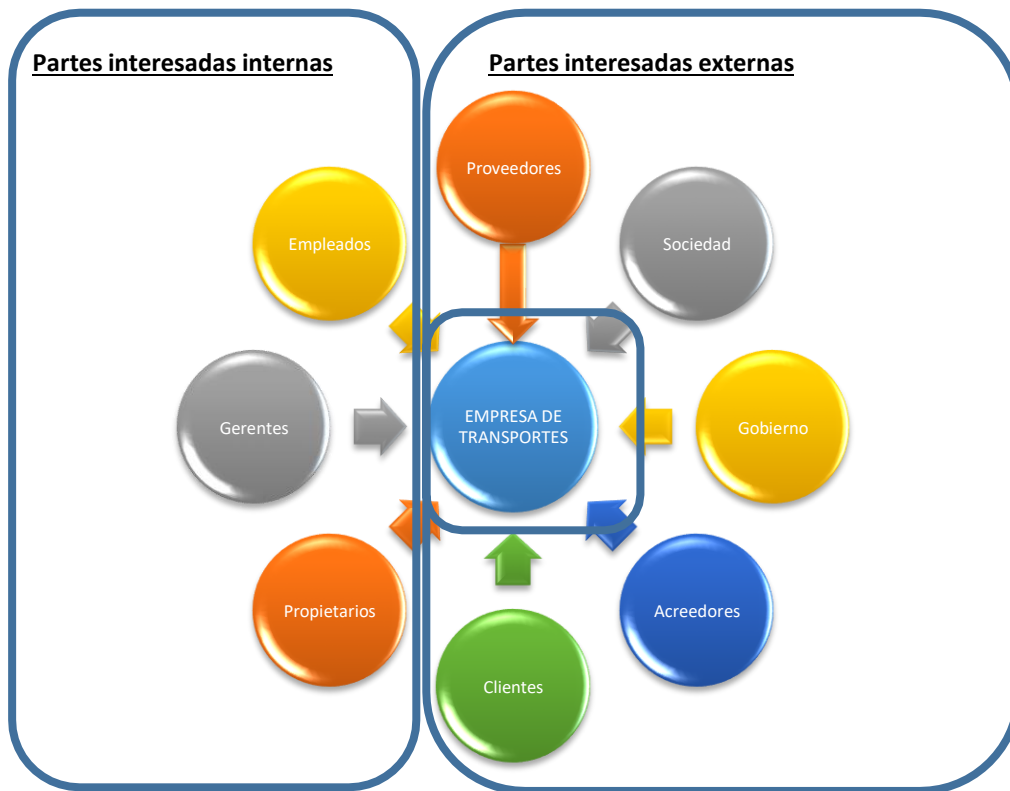 Partes interesadas internas
Partes interesadas externas
Proveedores
Empleados
Sociedad
Gerentes
EMPRESA DE
TRANSPORTES
Gobierno
Propietarios
Acreedores
Clientes